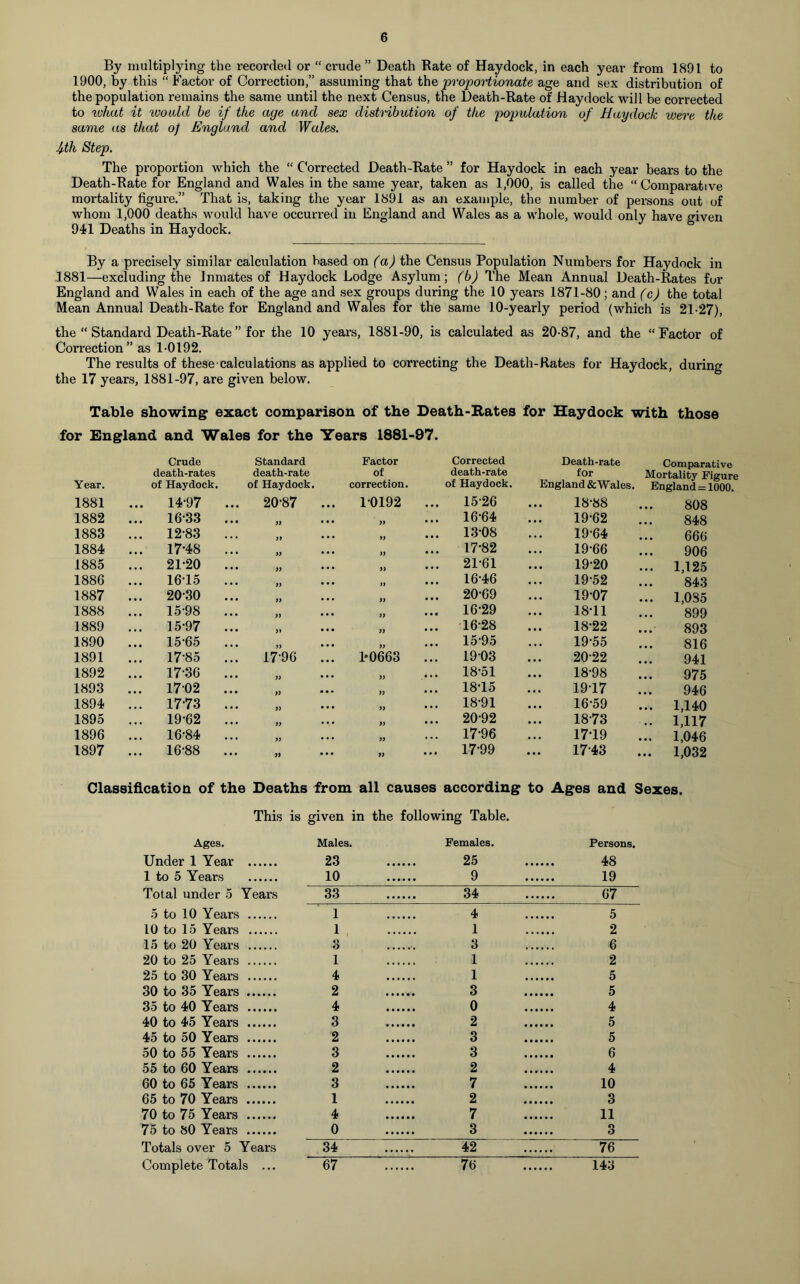 6
By multiplying the recorded or “ crude ” Death Rate of Haydock, in each year from 1891 to
1900, by this “ Factor of Correction,” assuming that the proportionate age and sex distribution of
the population remains the same until the next Census, the Death-Rate of Haydock will be corrected
to what it would be if the age and sex distribution of the population of Haydock were the
same as that of England and Wales.
4th Step.
The proportion which the “ Corrected Death-Rate ” for Haydock in each year bears to the
Death-Rate for England and Wales in the same year, taken as 1,000, is called the “ Comparative
mortality figure.” That is, taking the year 1891 as an example, the number of persons out of
whom 1,000 deaths would have occurred in England and Wales as a whole, would only have given
941 Deaths in Haydock.
By a precisely similar calculation based on (a) the Census Population Numbers for Haydock in
1881—excluding the Inmates of Haydock Lodge Asylum; (b) The Mean Annual Death-Rates for
England and Wales in each of the age and sex groups during the 10 years 1871-80; and (c) the total
Mean Annual Death-Rate for England and Wales for the same 10-yearly period (which is 21·27),
the “ Standard Death-Rate ” for the 10 years, 1881-90, is calculated as 20·87, and the “ Factor of
Correction ” as 1·0192.
The results of these calculations as applied to correcting the Death-Rates for Haydock, during
the 17 years, 1881-97, are given below.
Table showing exact comparison of the Death-Rates for Haydock with those
for England and Wales for the Years 1881-97.
Year. Crude death-rates of Haydock. Standard death-rate of Haydock. Factor of correction. Corrected death-rate of Haydock. Death-rate for England & Wales. Comparative Mortality Figure England = 1000.
1881 ... 14·97 ... 20·87 ... 1·0192 ... 15·26 ... 18·88 ... 808
1882 ... 16·33 ... „ ... „ ... 16·64 ... 19·62 ... 848
1883 ... 12·83 ... „ ... „ ... 13·08 ... 19·64 ... 666
1884 ... 17·48 ... „ ... „ ... 17·82 ... 19·66 ... 906
1885 ... 21·20 ... „ ... „ ... 21·61 ... 19·20 ... 1,125
1886 ... 16·15 ... „ ... „ ... 16·46 ... 19·52 ... 843
1887 ... 20·30 ... „ ... „ ... 20·69 ... 19·07 ... 1,085
1888 ... 15·98 ... „ ... „ ... 16·29 ... 18·11 ... 899
1889 ... 15·97 ... „ ... „ ... 16·28 ... 18·22 ... 893
1890 ... 15·65 ... „ ... „ ... 15·95 ... 19·55 ... 816
1891 ... 17·85 ... 17·96 ... 1·0663 ... 19·03 ... 20·22 ... 941
1892 ... 17·36 ... „ ... „ ... 18·51 ... 18·98 ... 975
1893 ... 17·02 ... „ ... „ ... 18·15 ... 19·17 ... 946
1894 ... 17·73 ... „ ... „ ... 18·91 ... 16·59 ... 1,140
1895 ... 19·62 ... „ ... „ ... 20·92 ... 18·73 .. 1,117
1896 ... 16·84 ... „ ... „ ... 17·96 ... 17·19 ... 1,046
1897 ... 16·88 ... „ ... „ ... 17·99 ... 17·43 ... 1,032
Classification of the Deaths from all causes according to Ages and Sexes.
This is given in the following Table.
Ages. Males. Females. Persons.
Under 1 Year ...... 23 ...... 25 ...... 48
1 to 5 Years ...... 10 ...... 9 ...... 19
Total under 5 Years 33 ...... 34 ...... 67
5 to 10 Years ...... 1 ...... 4 ...... 5
10 to 15 Years ...... 1 ...... 1 ...... 2
15 to 20 Years ...... 3 ...... 3 ...... 6
20 to 25 Years ...... 1 ...... 1 ...... 2
25 to 30 Years ...... 4 ...... 1 ...... 5
30 to 35 Years ...... 2 ...... 3 ...... 5
35 to 40 Years ...... 4 ...... 0 ...... 4
40 to 45 Years ...... 3 ...... 2 ...... 5
45 to 50 Years ...... 2 ...... 3 ...... 5
50 to 55 Years ...... 3 ...... 3 ...... 6
55 to 60 Years ...... 2 ...... 2 ...... 4
60 to 65 Years ...... 3 ...... 7 ...... 10
65 to 70 Years ...... 1 ...... 2 ...... 3
70 to 75 Years ...... 4 ...... 7 ...... 11
75 to 80 Years ...... 0 ...... 3 ...... 3
Totals over 5 Years 34 ...... 42 ...... 76
Complete Totals ... 67 ...... 76 ...... 143